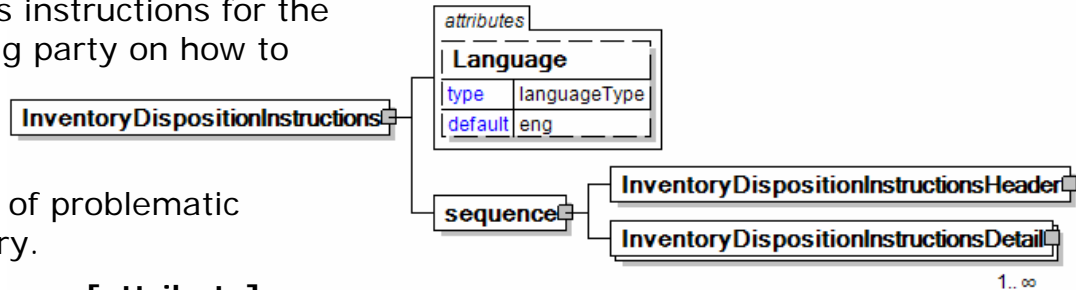 s instructions for the
g party on how to
attributes
Language
type languageType
default eng
InventoryDispositionInstructions
of problematic
ry.
sequence
InventoryDispositionInstructionsHeader
InventoryDispositionInstructionsDetail
1..∞
[attribute]